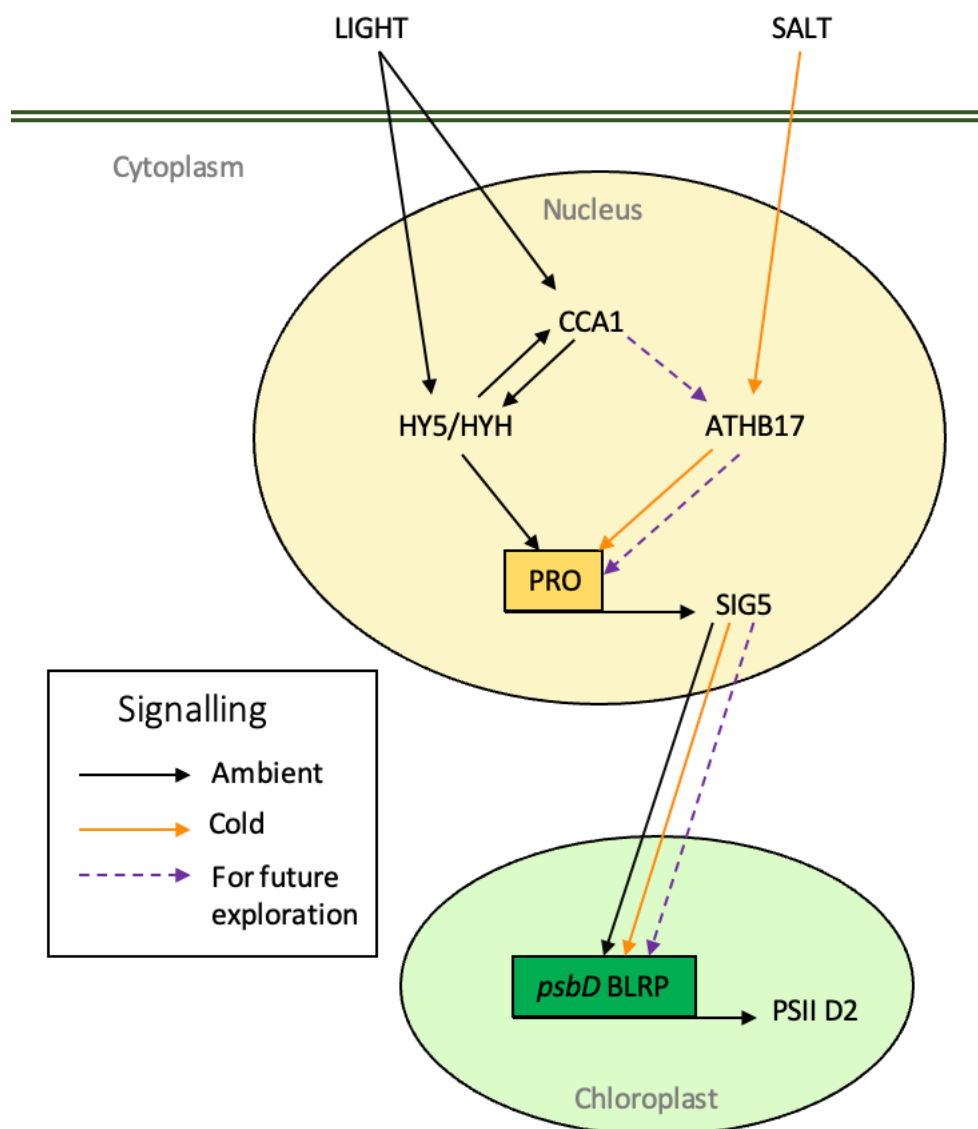 LIGHT
SALT
Cytoplasm
Nucleus
CCA1
HY5/HYH
ATHB17
PRO
SIG5
Signalling
Ambient
Cold
For future
exploration
psbD BLRP
PSII D2
Chloroplast